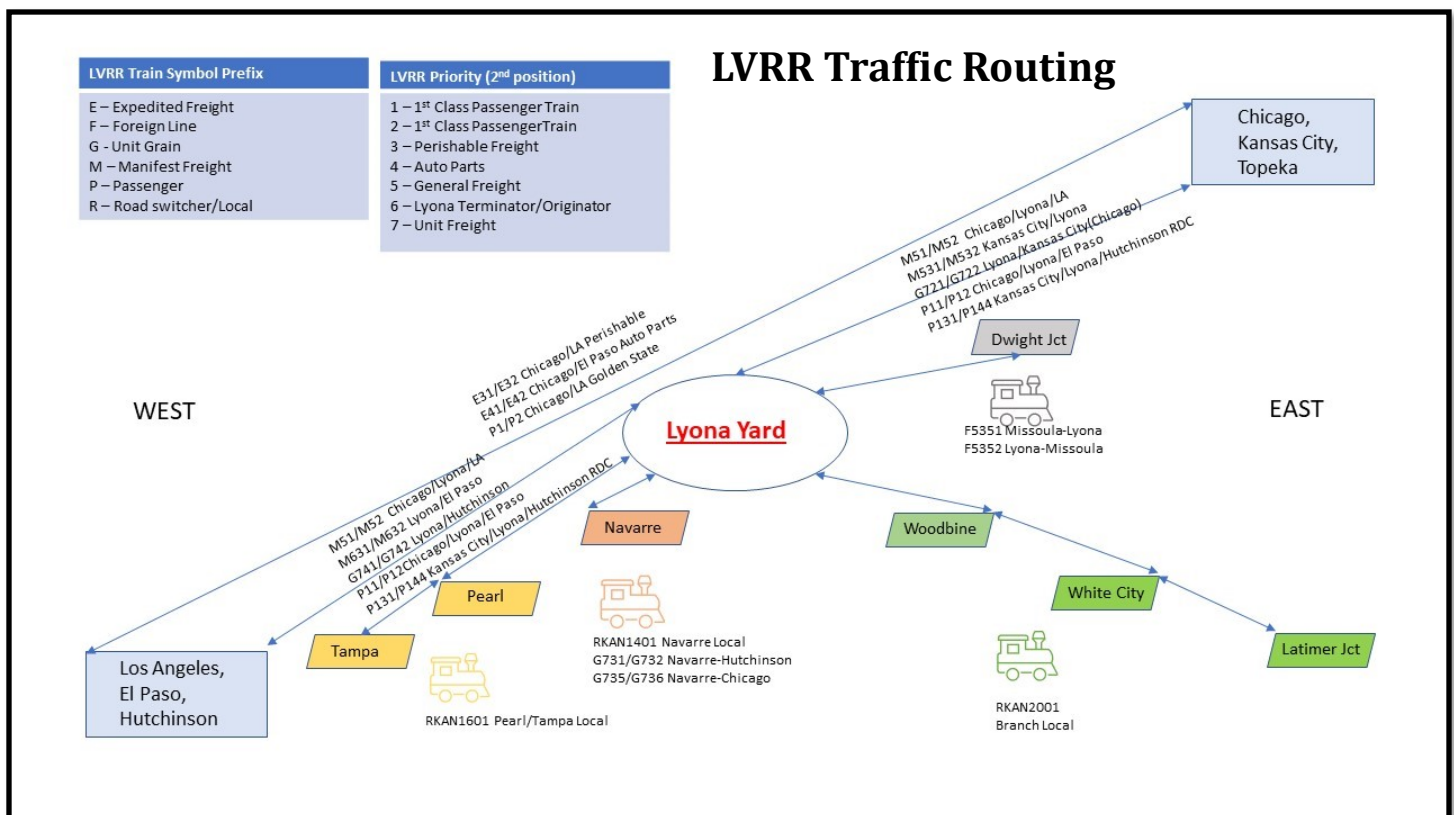 LVRR Traffic Routing
LVRR Train Symbol Prefix
E – Expedited Freight
F – Foreign Line
G - Unit Grain
M – Manifest Freight
P – Passenger
R – Road switcher/Local
LVRR Priority (2nd position)
1 – 1st Class Passenger Train
2 – 1st Class PassengerTrain
3 – Perishable Freight
4 – Auto Parts
5 – General Freight
6 – Lyona Terminator/Originator
7 – Unit Freight
Chicago,
Kansas City,
Topeka
M51/M52 Chicago/Lyona/LA
M531/M532 Kansas City/Lyona
G721/G722 Lyona/Kansas City(Chicago)
P11/P12 Chicago/Lyona/El Paso
P131/P144 Kansas City/Lyona/Hutchinson RDC
Dwight Jct
F5351 Missoula-Lyona
F5352 Lyona-Missoula
E31/E32 Chicago/LA Perishable
E41/E42 Chicago/El Paso Auto Parts
P1/P2 Chicago/LA Golden State
WEST
EAST
Lyona Yard
M51/M52 Chicago/Lyona/LA
M631/M632 Lyona/El Paso
G741/G742 Lyona/Hutchinson
P11/P12Chicago/Lyona/El Paso
P131/P144 Kansas City/Lyona/Hutchinson RDC
Navarre
Woodbine
Pearl
White City
Tampa
Latimer Jct
RKAN1401 Navarre Local
G731/G732 Navarre-Hutchinson
G735/G736 Navarre-Chicago
Los Angeles,
El Paso,
Hutchinson
RKAN1601 Pearl/Tampa Local
RKAN2001
Branch Local